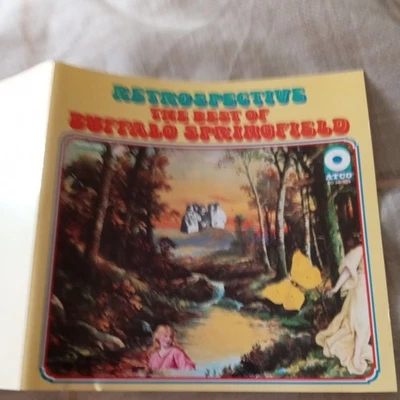 RETROSPECTIVE
THE BEST OF
BUFFALO SPRINGFIELD
ATCO